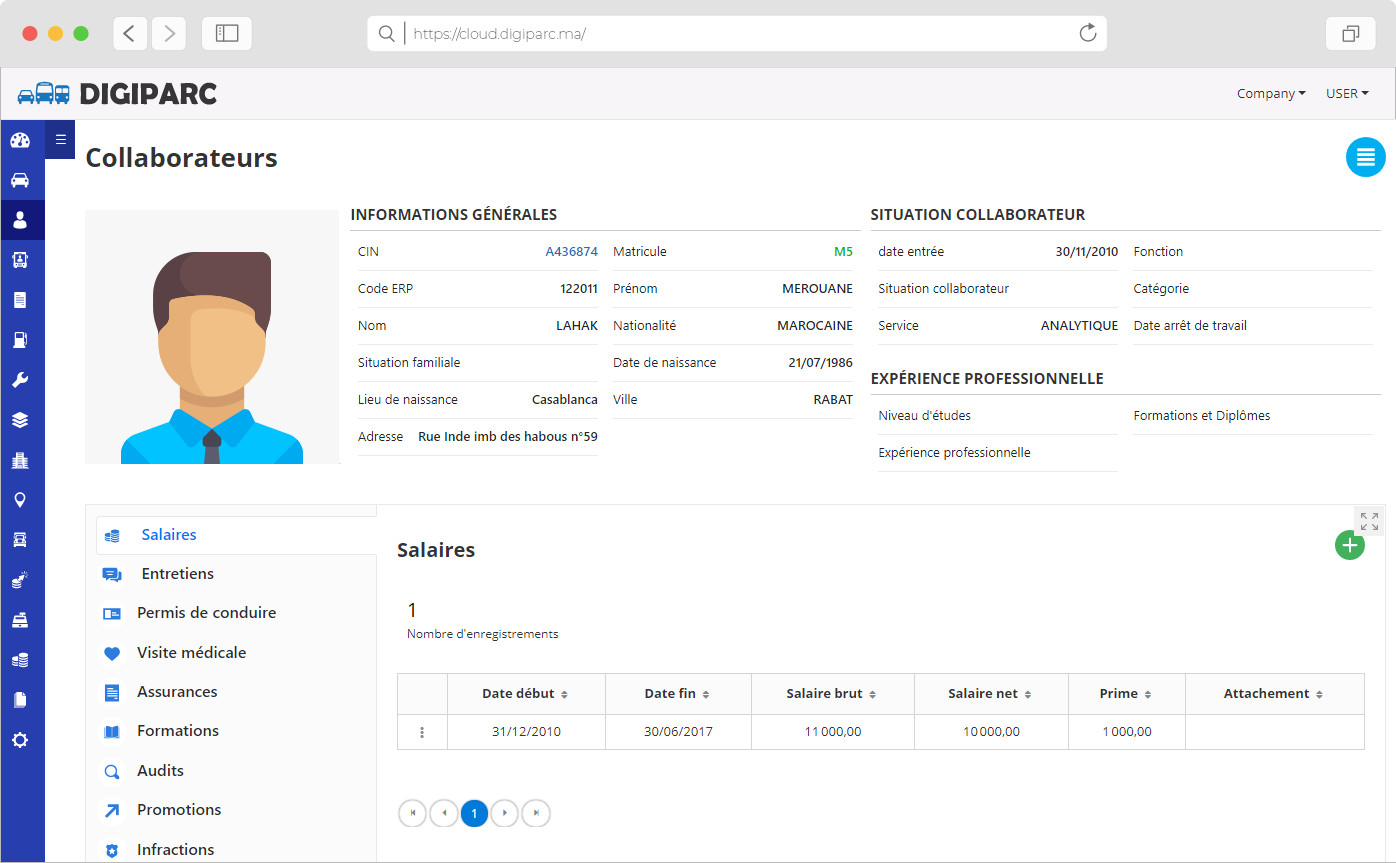 https://cloud.digiparc.ma/
DIGIPARC
Company
USER
Collaborateurs
INFORMATIONS GÉNÉRALES
CIN A436874 Matricule M5
Code ERP 122011 Prénom MEROUANE
Nom LAHAK Nationalité MAROCAINE
Situation familiale Date de naissance 21/07/1986
Lieu de naissance Casablanca Ville RABAT
Adresse Rue Inde imb des habous n°59
SITUATION COLLABORATEUR
date entrée 30/11/2010 Fonction
Situation collaborateur Catégorie
Service ANALYTIQUE Date arrêt de travail
EXPÉRIENCE PROFESSIONNELLE
Niveau d'études Formations et Diplômes
Expérience professionnelle
Salaires
Entretiens
Permis de conduire
Visite médicale
Assurances
Formations
Audits
Promotions
Infractions
Salaires
1
Nombre d'enregistrements
Date début Date fin Salaire brut Salaire net Prime Attachement
31/12/2010 30/06/2017 11 000,00 10 000,00 1 000,00
1